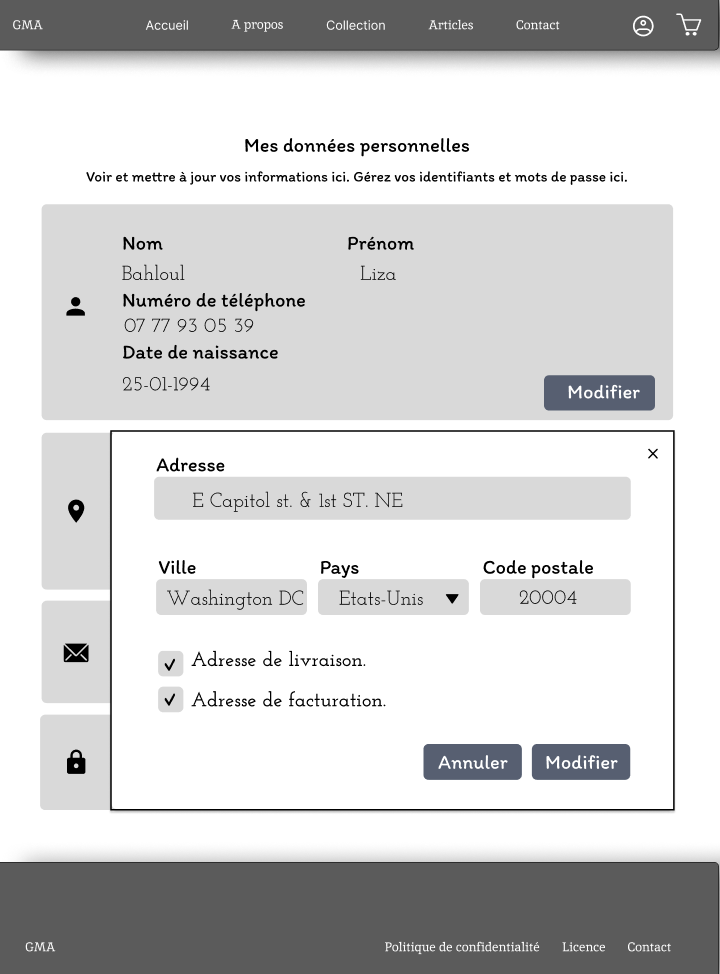 GMA Accueil A propos Collection Articles Contact
Mes données personnelles
Voir et mettre à jour vos informations ici. Gérez vos identifiants et mots de passe ici.
Nom Prénom
Bahloul Liza
Numéro de téléphone
07 77 93 05 39
Date de naissance
25-01-1994
Modifier
Adresse
E Capitol st. & 1st ST. NE
Ville Pays Code postale
Washington DC Etats-Unis 20004
Adresse de livraison.
Adresse de facturation.
Annuler Modifier
GMA Politique de confidentialité Licence Contact